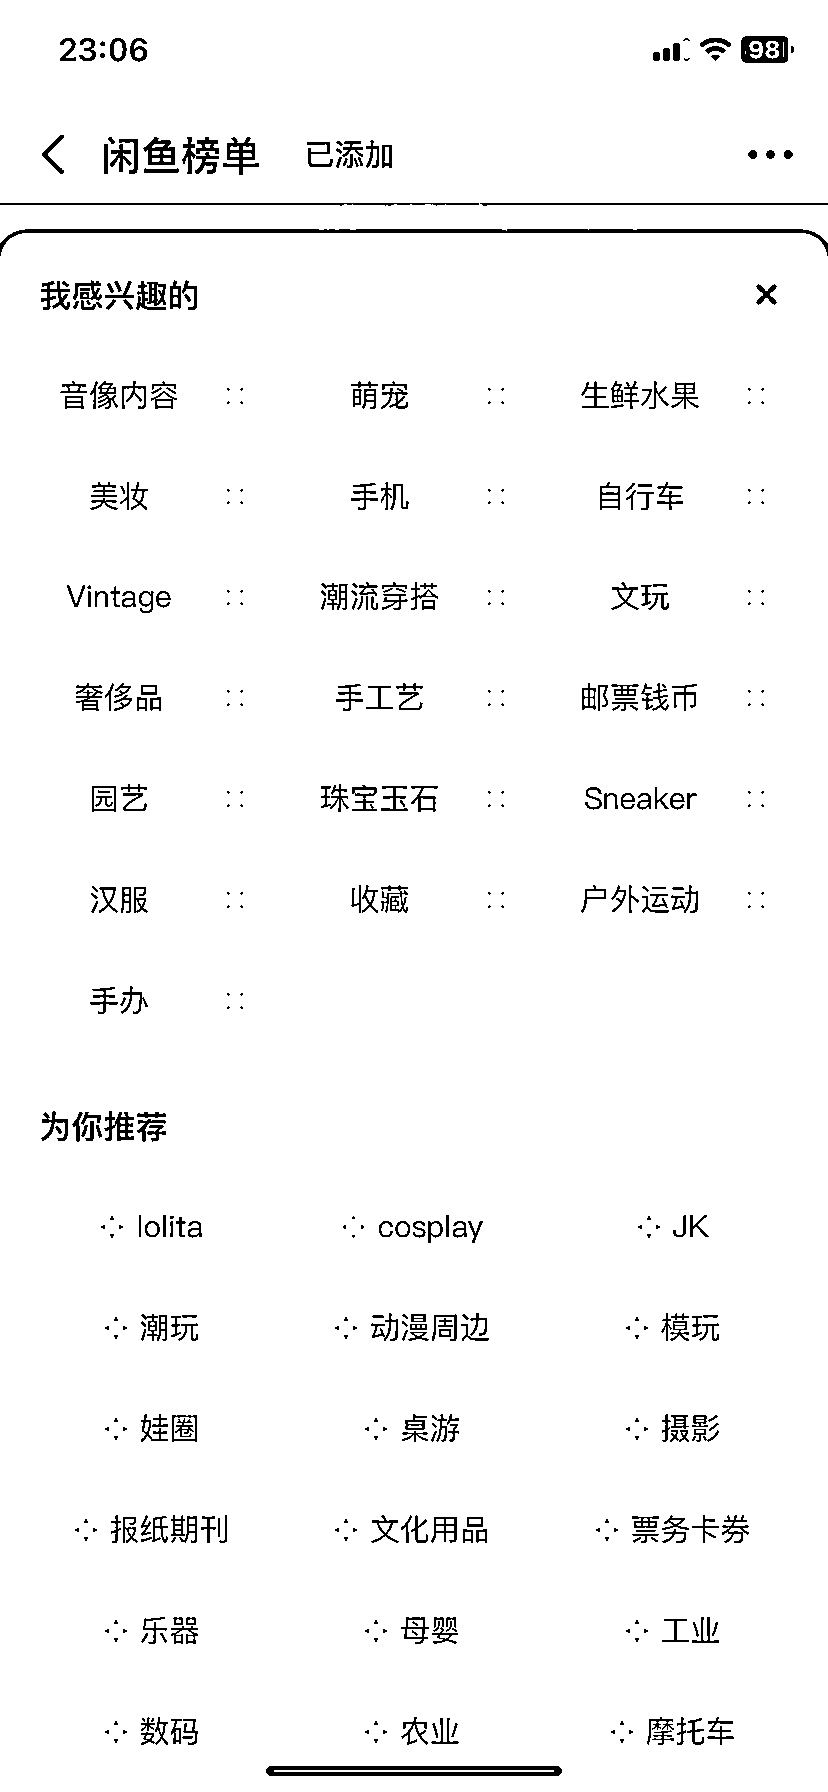 23:06 98
闲鱼榜单 已添加
我感兴趣的
音像内容 萌宠 生鲜水果
美妆 手机 自行车
Vintage 潮流穿搭 文玩
奢侈品 手工艺 邮票钱币
园艺 珠宝玉石 Sneaker
汉服 收藏 户外运动
手办
为你推荐
lolita cosplay JK
潮玩 动漫周边 模玩
娃圈 桌游 摄影
报纸期刊 文化用品 票务卡券
乐器 母婴 工业
数码 农业 摩托车